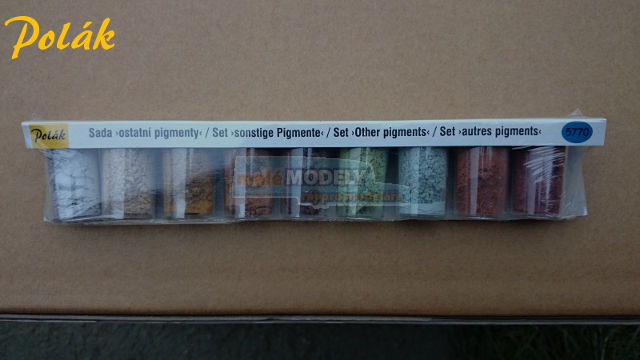 Polák
Polák Sada ›ostatní pigmenty‹ / Set ›sonstige Pigmente‹ / Set ›Other pigments‹ / Set ›autres pigments‹ 5770
MODELY